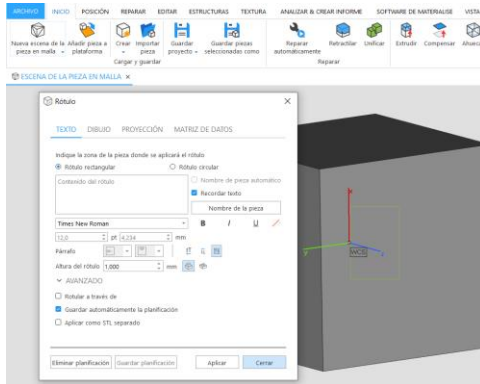 ARCHIVO INICIO POSICIÓN REPARAR EDITAR ESTRUCTURAS TEXTURA ANALIZAR & CREAR INFORME SOFTWARE DE MATERIALISE VISTA
Nueva escena de la pieza en malla Añadir pieza a plataforma Crear Importar pieza Guardar proyecto Guardar piezas seleccionadas como Reparar automáticamente Retractilar Unificar Extrudir Compensar
Cargar y guardar Reparar
ESCENA DE LA PIEZA EN MALLA
Rótulo
TEXTO DIBUJO PROYECCIÓN MATRIZ DE DATOS
Indique la zona de la pieza donde se aplicará el rótulo
Rótulo rectangular Rótulo circular
Contenido del rótulo
Nombre de pieza automático
Recordar texto
Nombre de la pieza
Times New Roman B I U
12,0 pt 4,234 mm
Párrafo
Altura del rótulo 1,000 mm
AVANZADO
Rotular a través de
Guardar automáticamente la planificación
Aplicar como STL separado
Eliminar planificación Guardar planificación Aplicar Cerrar
WCS